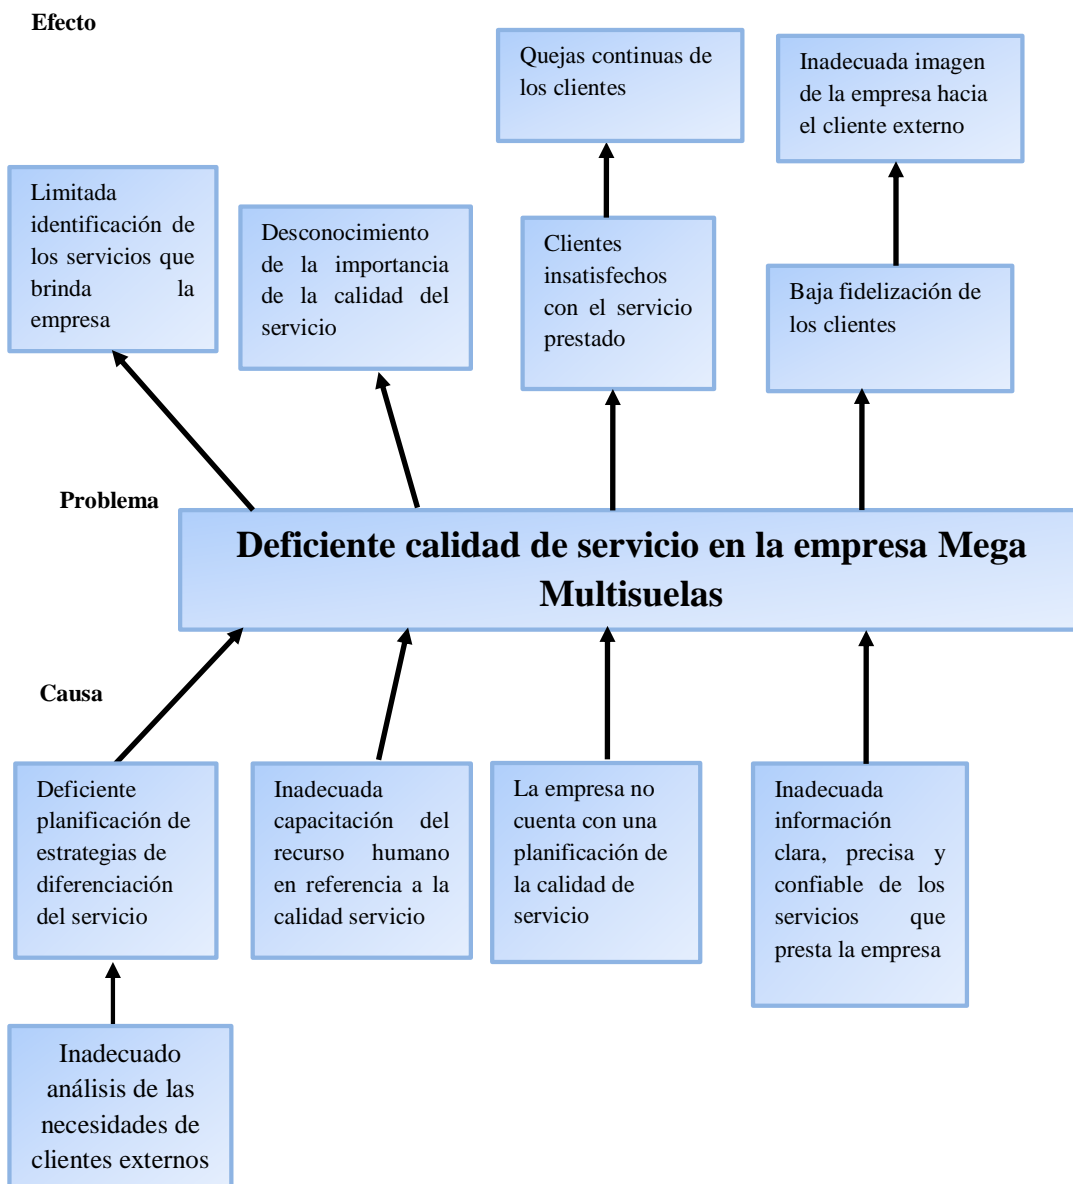 Efecto
Quejas continuas de
los clientes
Inadecuada imagen
de la empresa hacia
el cliente externo
Limitada
identificación de
los servicios que
brinda la
empresa
Desconocimiento
de la importancia
de la calidad del
servicio
Clientes
insatisfechos
con el servicio
prestado
Baja fidelización de
los clientes
Problema
Deficiente calidad de servicio en la empresa Mega
Multisuelas
Causa
Deficiente
planificación de
estrategias de
diferenciación
del servicio
Inadecuada
capacitación del
recurso humano
en referencia a la
calidad servicio
La empresa no
cuenta con una
planificación de
la calidad de
servicio
Inadecuada
información
clara, precisa y
confiable de los
servicios que
presta la empresa
Inadecuado
análisis de las
necesidades de
clientes externos